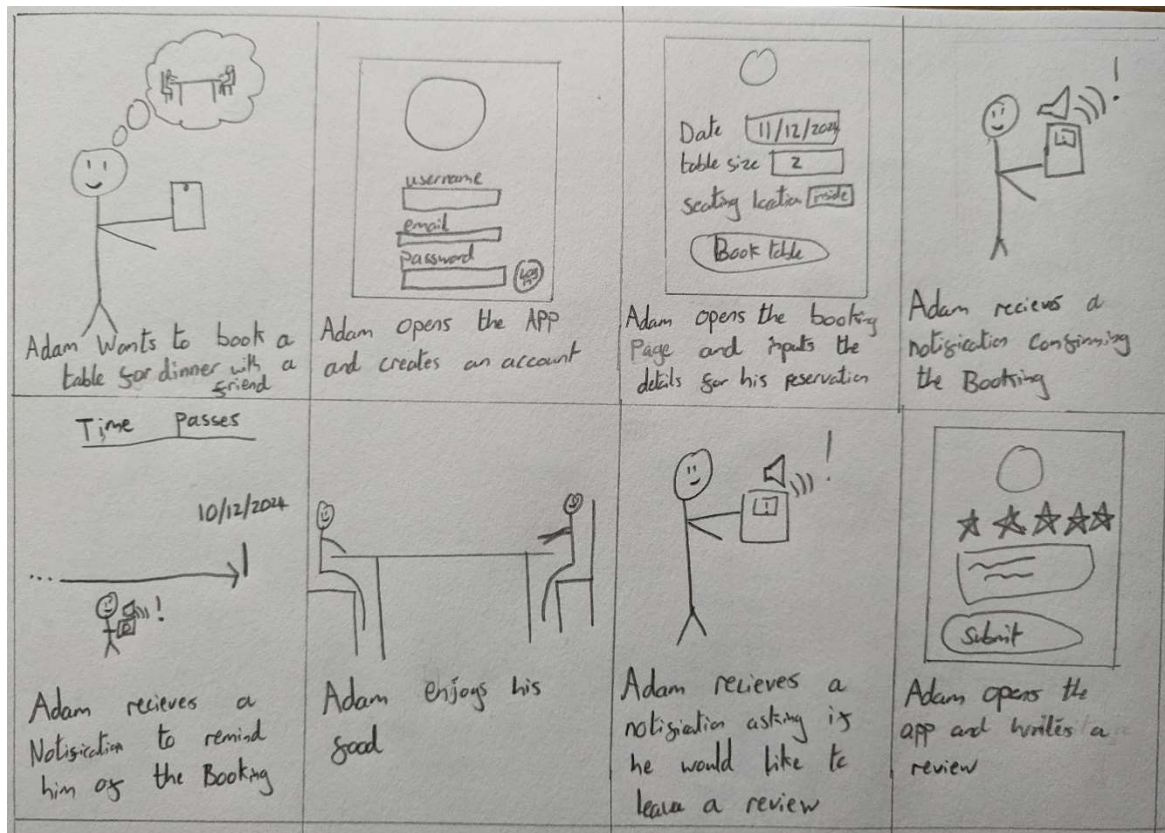 Adam Wants to book a
table for dinner with a
friend
username
email
password
Adam opens the APP
and creates an account
Date 11/12/2024
table size 2
seating location inside
Book table
Adam opens the booking
Page and inputs the
details for his reservation
!
Adam recieves a
notification confirming
the Booking
Time Passes
10/12/2024
...
!
Adam recieves a
Notification to remind
him of the Booking
Adam enjoys his
food
!
Adam recieves a
notification asking if
he would like to
leave a review
Submit
Adam opens the
app and writes a
review